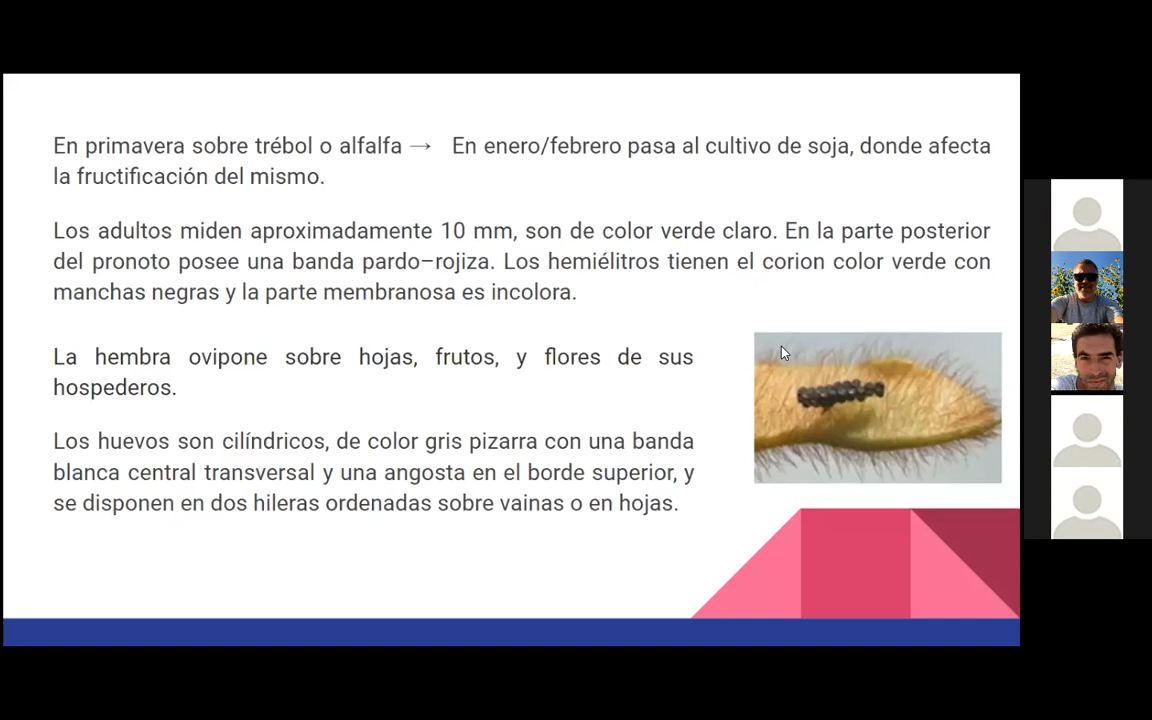 En primavera sobre trébol o alfalfa → En enero/febrero pasa al cultivo de soja, donde afecta
la fructificación del mismo.
Los adultos miden aproximadamente 10 mm, son de color verde claro. En la parte posterior
del pronoto posee una banda pardo–rojiza. Los hemiélitros tienen el corion color verde con
manchas negras y la parte membranosa es incolora.
La hembra ovipone sobre hojas, frutos, y flores de sus
hospederos.
Los huevos son cilíndricos, de color gris pizarra con una banda
blanca central transversal y una angosta en el borde superior, y
se disponen en dos hileras ordenadas sobre vainas o en hojas.